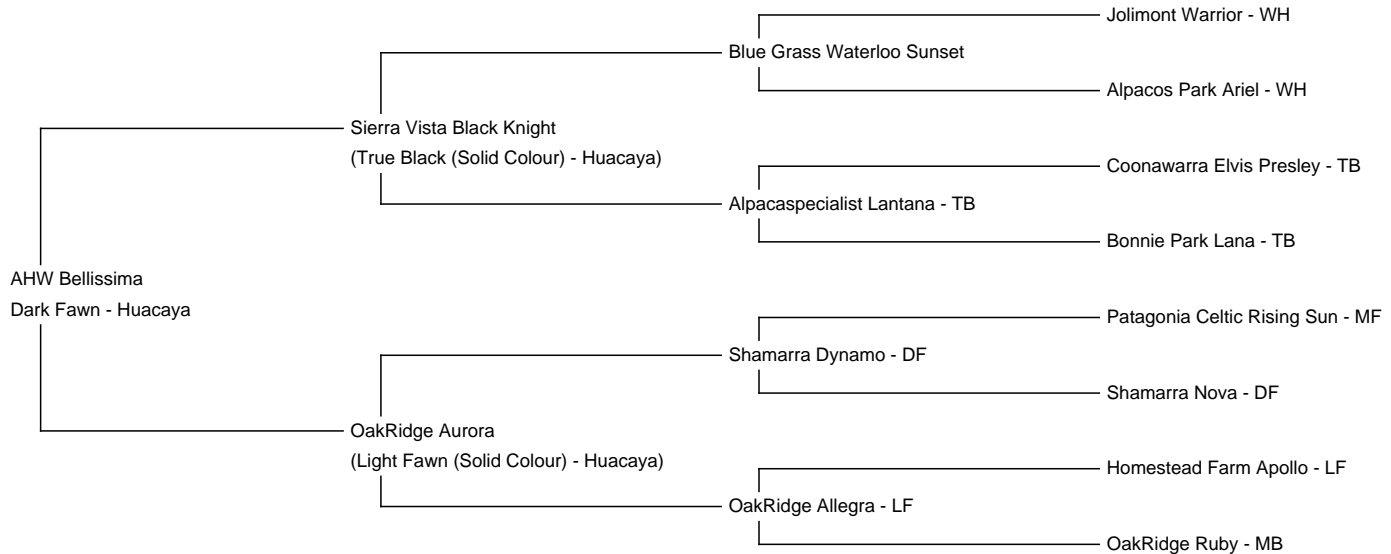 Jolimont Warrior - WH
Blue Grass Waterloo Sunset
Alpacos Park Ariel - WH
Sierra Vista Black Knight
(True Black (Solid Colour) - Huacaya)
Coonawarra Elvis Presley - TB
Alpacaspecialist Lantana - TB
Bonnie Park Lana - TB
AHW Bellissima
Dark Fawn - Huacaya
Patagonia Celtic Rising Sun - MF
Shamarra Dynamo - DF
Shamarra Nova - DF
OakRidge Aurora
(Light Fawn (Solid Colour) - Huacaya)
Homestead Farm Apollo - LF
OakRidge Allegra - LF
OakRidge Ruby - MB